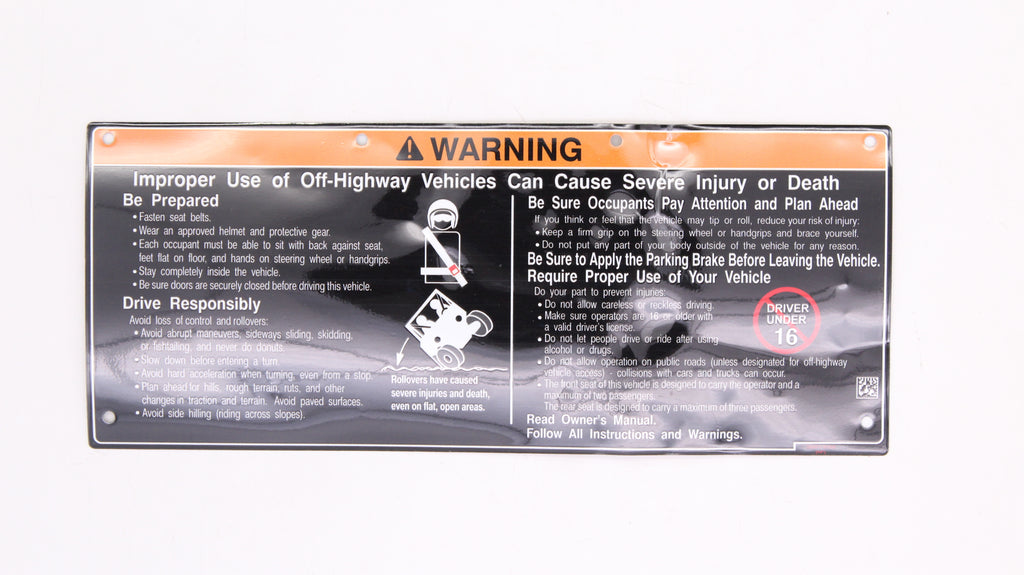 WARNING
Improper Use of Off-Highway Vehicles Can Cause Severe Injury or Death
Be Prepared
• Fasten seat belts.
• Wear an approved helmet and protective gear.
• Each occupant must be able to sit with back against seat,
feet flat on floor, and hands on steering wheel or handgrips.
• Stay completely inside the vehicle.
• Be sure doors are securely closed before driving this vehicle.
Drive Responsibly
Avoid loss of control and rollovers:
• Avoid abrupt maneuvers, sideways sliding, skidding,
or fishtailing, and never do donuts.
• Slow down before entering a turn.
• Avoid hard acceleration when turning, even from a stop.
• Plan ahead for hills, rough terrain, ruts, and other
changes in traction and terrain. Avoid paved surfaces.
• Avoid side hilling (riding across slopes).
Rollovers have caused
severe injuries and death,
even on flat, open areas.
Be Sure Occupants Pay Attention and Plan Ahead
If you think or feel that the vehicle may tip or roll, reduce your risk of injury:
• Keep a firm grip on the steering wheel or handgrips and brace yourself.
• Do not put any part of your body outside of the vehicle for any reason.
Be Sure to Apply the Parking Brake Before Leaving the Vehicle.
Require Proper Use of Your Vehicle
Do your part to prevent injuries:
• Do not allow careless or reckless driving.
• Make sure operators are 16 or older with
a valid driver's license.
• Do not let people drive or ride after using
alcohol or drugs.
• Do not allow operation on public roads (unless designated for off-highway
vehicle access) - collisions with cars and trucks can occur.
- The front seat of this vehicle is designed to carry the operator and a
maximum of two passengers.
The rear seat is designed to carry a maximum of three passengers.
DRIVER
UNDER
16
Read Owner's Manual.
Follow All Instructions and Warnings.